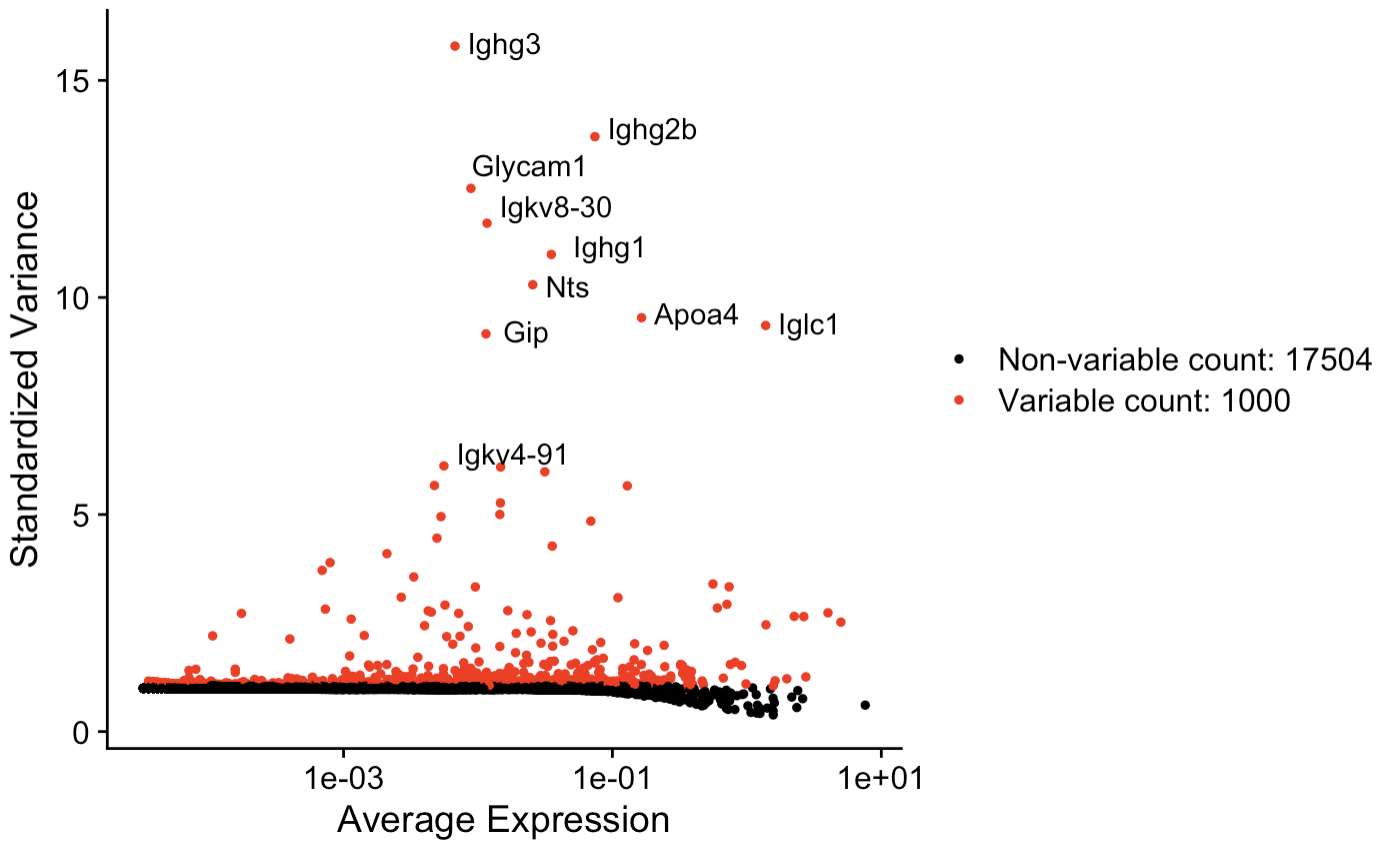 Ighg3
15
Ighg2b
Glycam1
Igkv8-30
Ighg1
Nts
10
Apoa4
Iglc1
Gip
Standardized Variance
Non-variable count: 17504
Variable count: 1000
Igkv4-91
5
0
1e-03
1e-01
1e+01
Average Expression